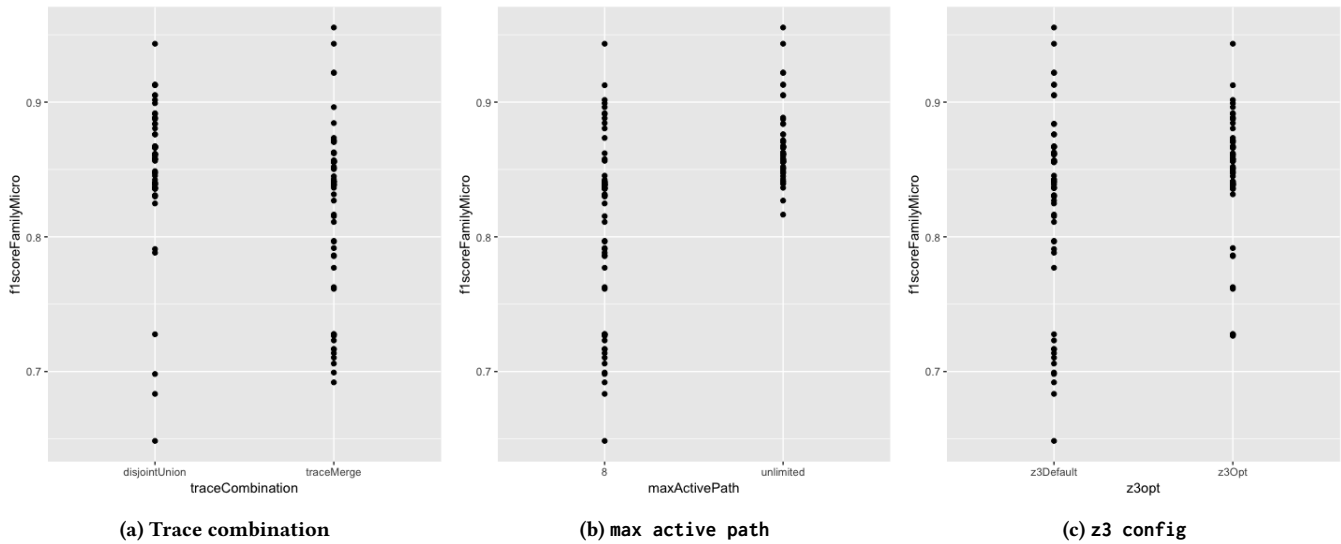 f1scoreFamilyMicro
0.9
0.8
0.7
disjointUnion
traceMerge
traceCombination
(a) Trace combination
f1scoreFamilyMicro
0.9
0.8
0.7
8
unlimited
maxActivePath
(b) max active path
f1scoreFamilyMicro
0.9
0.8
0.7
z3Default
z3Opt
z3opt
(c) z3 config